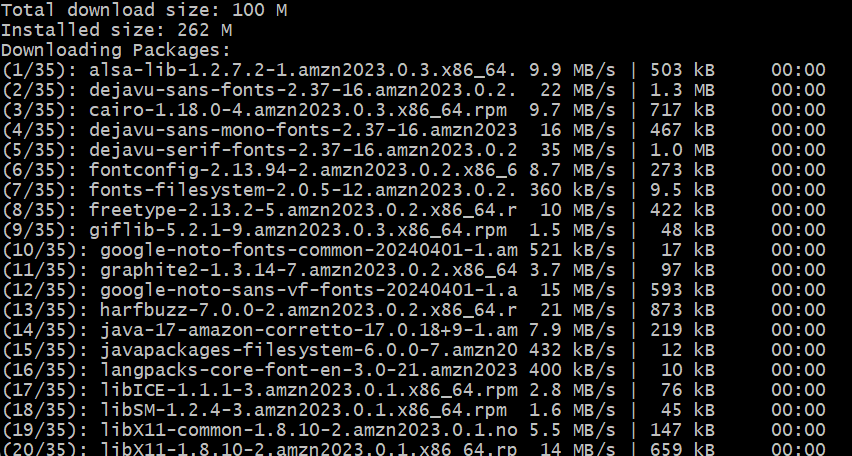 Total download size: 100 M
Installed size: 262 M
Downloading Packages:
(1/35): alsa-lib-1.2.7.2-1.amzn2023.0.3.x86_64. 9.9 MB/s | 503 kB     00:00
(2/35): dejavu-sans-fonts-2.37-16.amzn2023.0.2.  22 MB/s | 1.3 MB     00:00
(3/35): cairo-1.18.0-4.amzn2023.0.3.x86_64.rpm  9.7 MB/s | 717 kB     00:00
(4/35): dejavu-sans-mono-fonts-2.37-16.amzn2023  16 MB/s | 467 kB     00:00
(5/35): dejavu-serif-fonts-2.37-16.amzn2023.0.2  35 MB/s | 1.0 MB     00:00
(6/35): fontconfig-2.13.94-2.amzn2023.0.2.x86_6 8.7 MB/s | 273 kB     00:00
(7/35): fonts-filesystem-2.0.5-12.amzn2023.0.2. 360 kB/s | 9.5 kB     00:00
(8/35): freetype-2.13.2-5.amzn2023.0.2.x86_64.r  10 MB/s | 422 kB     00:00
(9/35): giflib-5.2.1-9.amzn2023.0.3.x86_64.rpm  1.5 MB/s |  48 kB     00:00
(10/35): google-noto-fonts-common-20240401-1.am 521 kB/s |  17 kB     00:00
(11/35): graphite2-1.3.14-7.amzn2023.0.2.x86_64 3.7 MB/s |  97 kB     00:00
(12/35): google-noto-sans-vf-fonts-20240401-1.a  15 MB/s | 593 kB     00:00
(13/35): harfbuzz-7.0.0-2.amzn2023.0.2.x86_64.r  21 MB/s | 873 kB     00:00
(14/35): java-17-amazon-corretto-17.0.18+9-1.am 7.9 MB/s | 219 kB     00:00
(15/35): javapackages-filesystem-6.0.0-7.amzn20 432 kB/s |  12 kB     00:00
(16/35): langpacks-core-font-en-3.0-21.amzn2023 400 kB/s |  10 kB     00:00
(17/35): libICE-1.1.1-3.amzn2023.0.1.x86_64.rpm 2.8 MB/s |  76 kB     00:00
(18/35): libSM-1.2.4-3.amzn2023.0.1.x86_64.rpm  1.6 MB/s |  45 kB     00:00
(19/35): libX11-common-1.8.10-2.amzn2023.0.1.no 5.5 MB/s | 147 kB     00:00
(20/35): libX11-1.8.10-2.amzn2023.0.1.x86_64.rp  14 MB/s | 659 kB     00:00